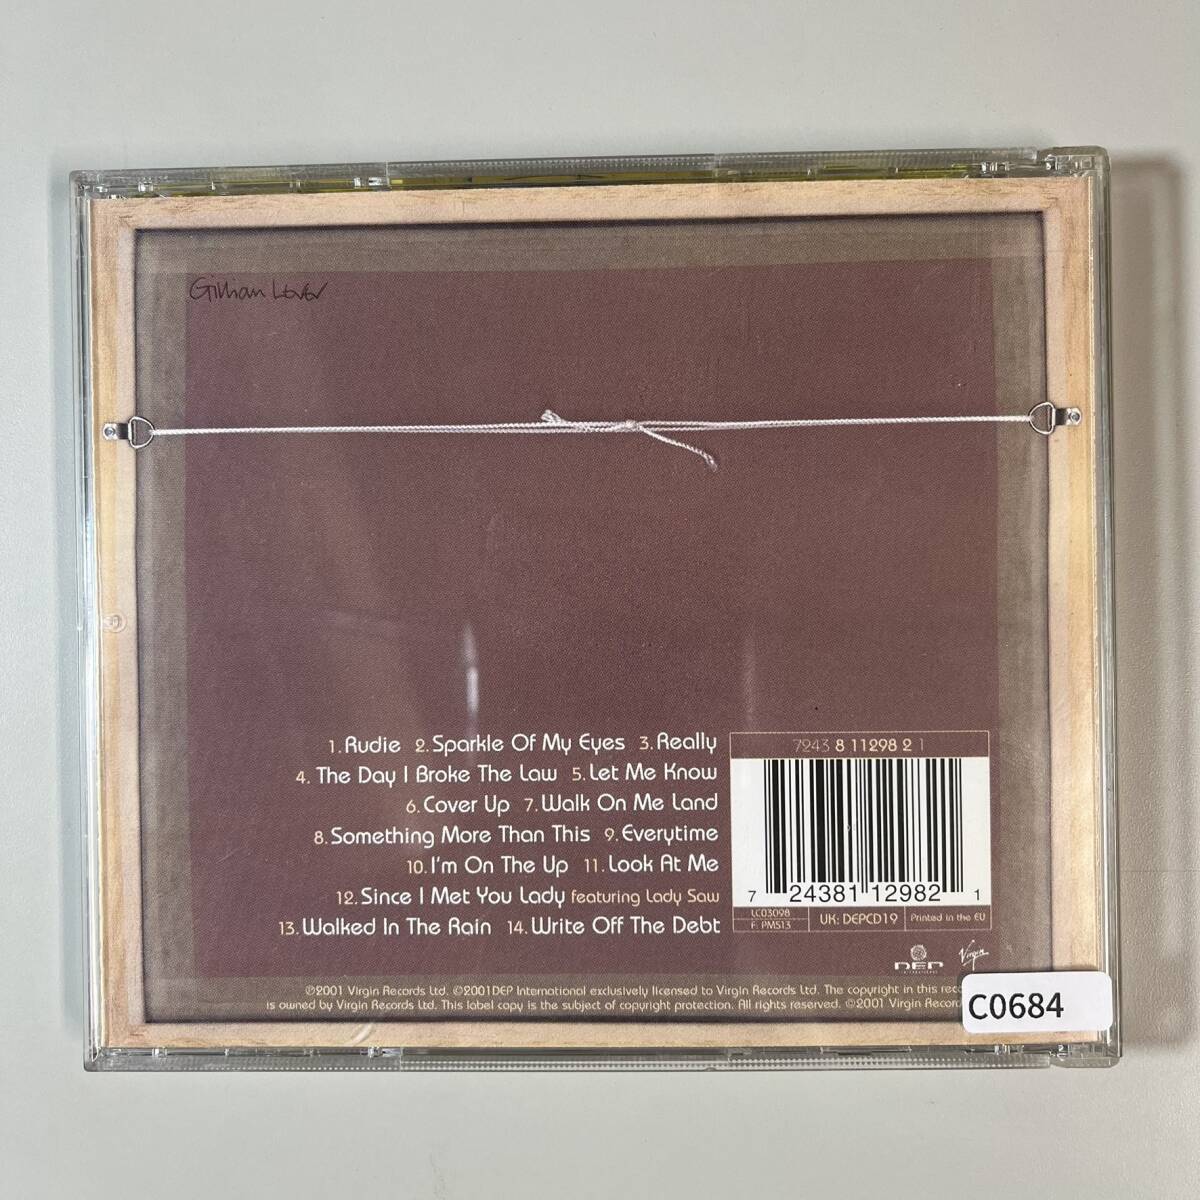 Gillian Lever
1. Rudie 2. Sparkle Of My Eyes 3. Really
4. The Day I Broke The Law 5. Let Me Know
6. Cover Up 7. Walk On Me Land
8. Something More Than This 9. Everytime
10. I'm On The Up 11. Look At Me
12. Since I Met You Lady featuring Lady Saw
13. Walked In The Rain 14. Write Off The Debt
7243 8 11298 2 1
7 24381 12982 1
LC03098
F: PM513
UK: DEPCD19
Printed in the EU
DEP
INTERNATIONAL
Virgin
℗2001 Virgin Records Ltd. ©2001DEP International exclusively licensed to Virgin Records Ltd. The copyright in this reco
is owned by Virgin Records Ltd. This label copy is the subject of copyright protection. All rights reserved. ©2001 Virgin Record
C0684